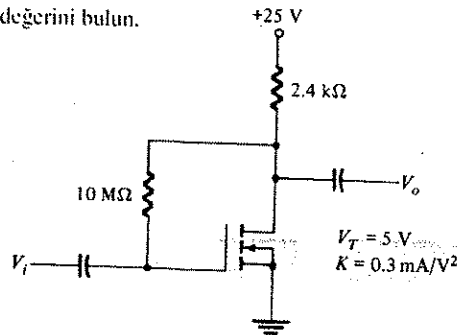 değerini bulun.
+25 V
2.4 kΩ
10 MΩ
V_o
V_T = 5 V
K = 0.3 mA/V²
V_i